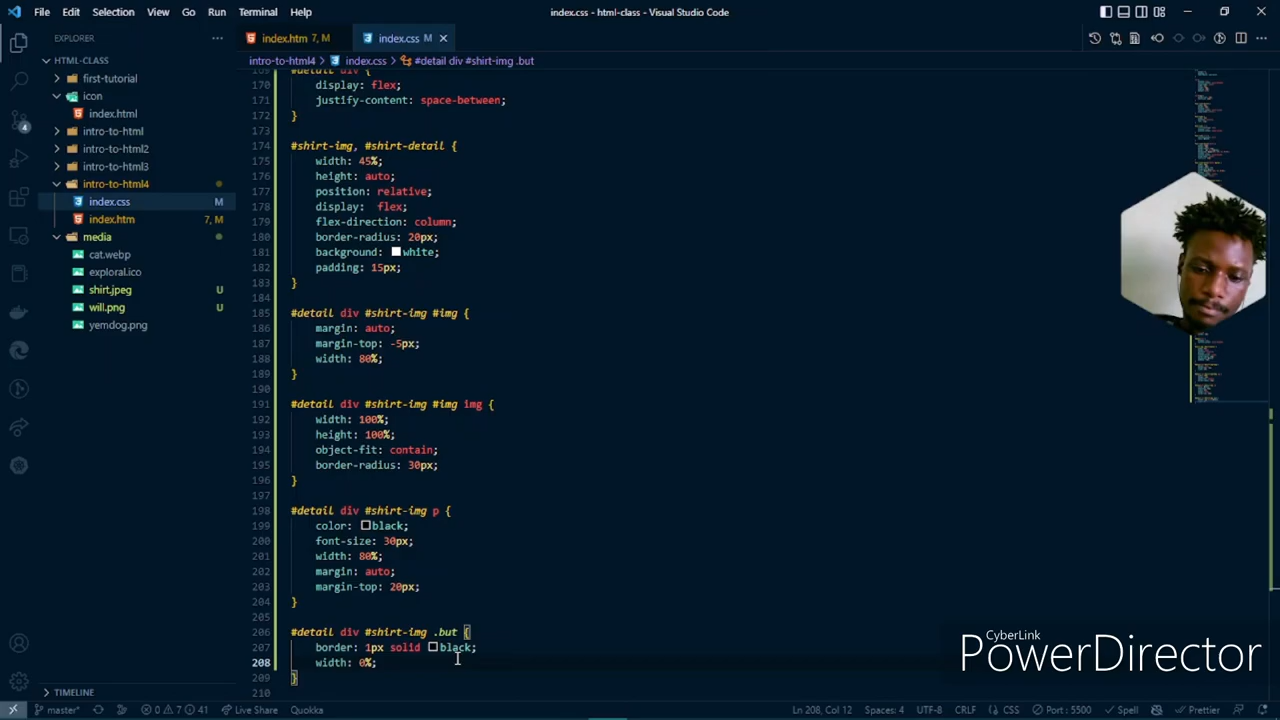 File Edit Selection View Go Run Terminal Help
index.css - html-class - Visual Studio Code
EXPLORER
index.htm 7, M
index.css
intro-to-html4 > index.css > #detail div #shirt-img .but
HTML-CLASS
first-tutorial
icon
index.html
intro-to-html
intro-to-html2
intro-to-html3
intro-to-html4
index.css M
index.htm 7, M
media
cat.webp
exploral.ico
shirt.jpeg U
will.png U
yemdog.png
4
169 #detail div {
170 display: flex;
171 justify-content: space-between;
172 }
173
174 #shirt-img, #shirt-detail {
175 width: 45%;
176 height: auto;
177 position: relative;
178 display:  flex;
179 flex-direction: column;
180 border-radius: 20px;
181 background: white;
182 padding: 15px;
183 }
184
185 #detail div #shirt-img #img {
186 margin: auto;
187 margin-top: -5px;
188 width: 80%;
189 }
190
191 #detail div #shirt-img #img img {
192 width: 100%;
193 height: 100%;
194 object-fit: contain;
195 border-radius: 30px;
196 }
197
198 #detail div #shirt-img p {
199 color: black;
200 font-size: 30px;
201 width: 80%;
202 margin: auto;
203 margin-top: 20px;
204 }
205
206 #detail div #shirt-img .but {
207 border: 1px solid black;
208 width: 0%;
209 }
210
CyberLink
PowerDirector
TIMELINE
master* 0 7 41 Live Share Quokka
Ln 208, Col 12 Spaces: 4 UTF-8 CRLF CSS Port : 5500 Spell Prettier